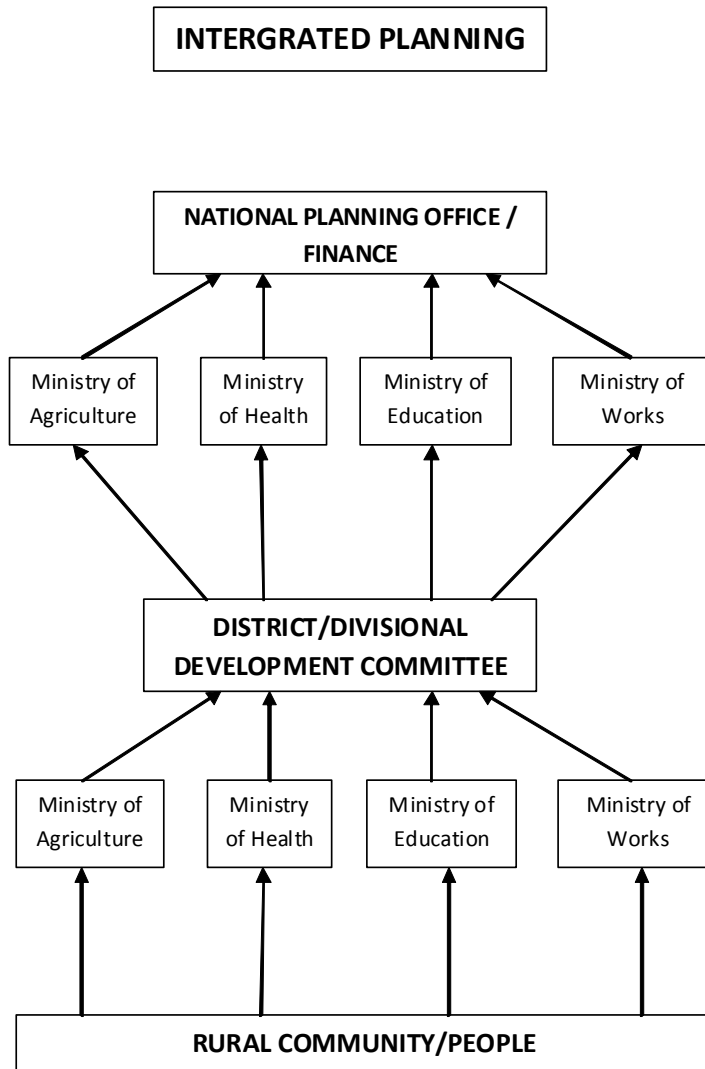 INTERGRATED PLANNING
NATIONAL PLANNING OFFICE /
FINANCE
Ministry of
Agriculture
Ministry
of Health
Ministry of
Education
Ministry of
Works
DISTRICT/DIVISIONAL
DEVELOPMENT COMMITTEE
Ministry of
Agriculture
Ministry
of Health
Ministry of
Education
Ministry of
Works
RURAL COMMUNITY/PEOPLE